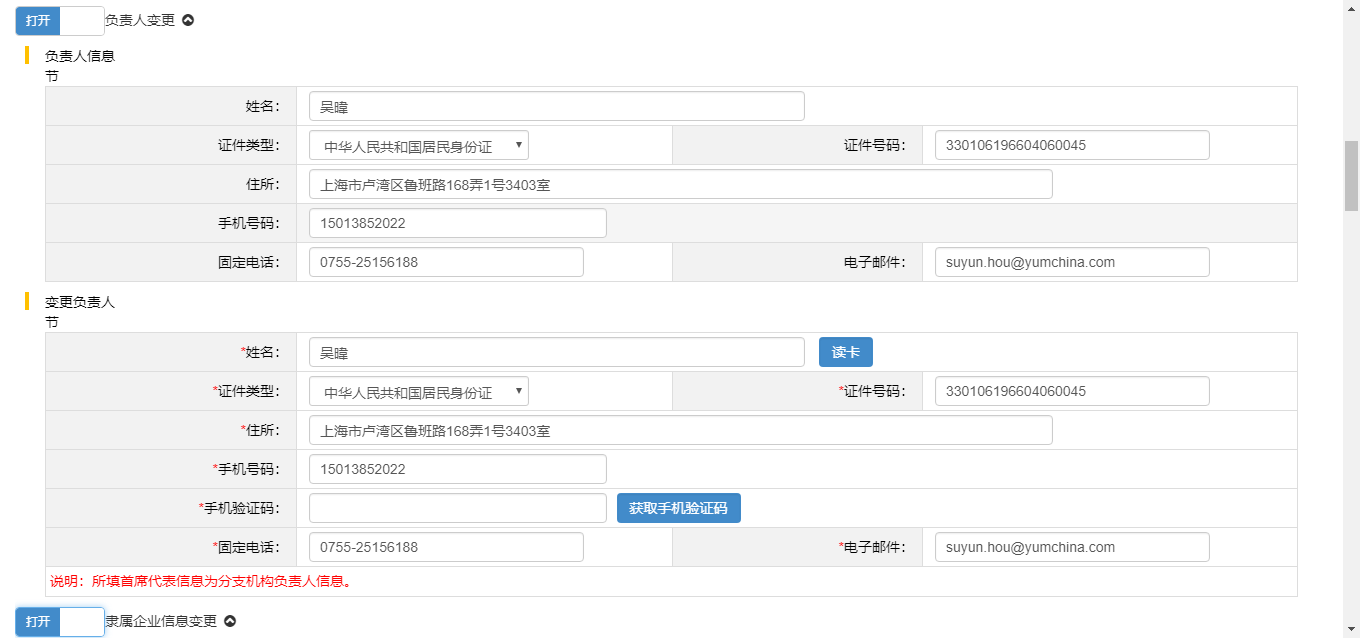 打开 负责人变更
负责人信息
节
姓名： 吴暐
证件类型： 中华人民共和国居民身份证 证件号码： 330106196604060045
住所： 上海市卢湾区鲁班路168弄1号3403室
手机号码： 15013852022
固定电话： 0755-25156188 电子邮件： suyun.hou@yumchina.com
变更负责人
节
*姓名： 吴暐 读卡
*证件类型： 中华人民共和国居民身份证 *证件号码： 330106196604060045
*住所： 上海市卢湾区鲁班路168弄1号3403室
*手机号码： 15013852022
*手机验证码： 获取手机验证码
*固定电话： 0755-25156188 *电子邮件： suyun.hou@yumchina.com
说明：所填首席代表信息为分支机构负责人信息。
打开 隶属企业信息变更